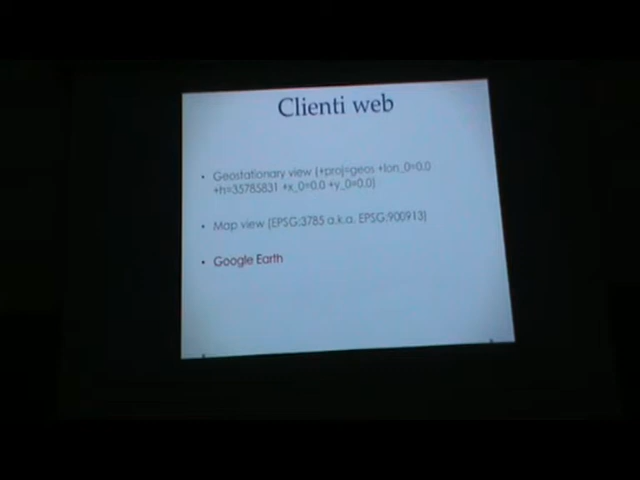 Clienti web
• Geostationary view (+proj=geos +lon_0=0.0
+h=35785831 +x_0=0.0 +y_0=0.0)
• Map view (EPSG:3785 a.k.a. EPSG:900913)
• Google Earth